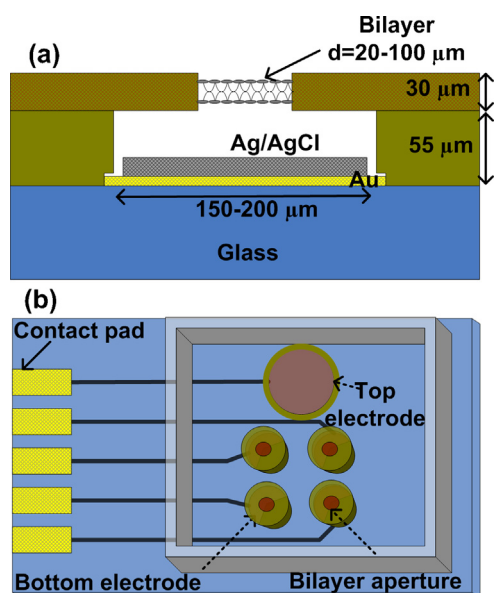 (a)
Bilayer
d=20-100 µm
30 µm
Ag/AgCl
55 µm
Au
150-200 µm
Glass
(b)
Contact pad
Top
electrode
Bottom electrode
Bilayer aperture